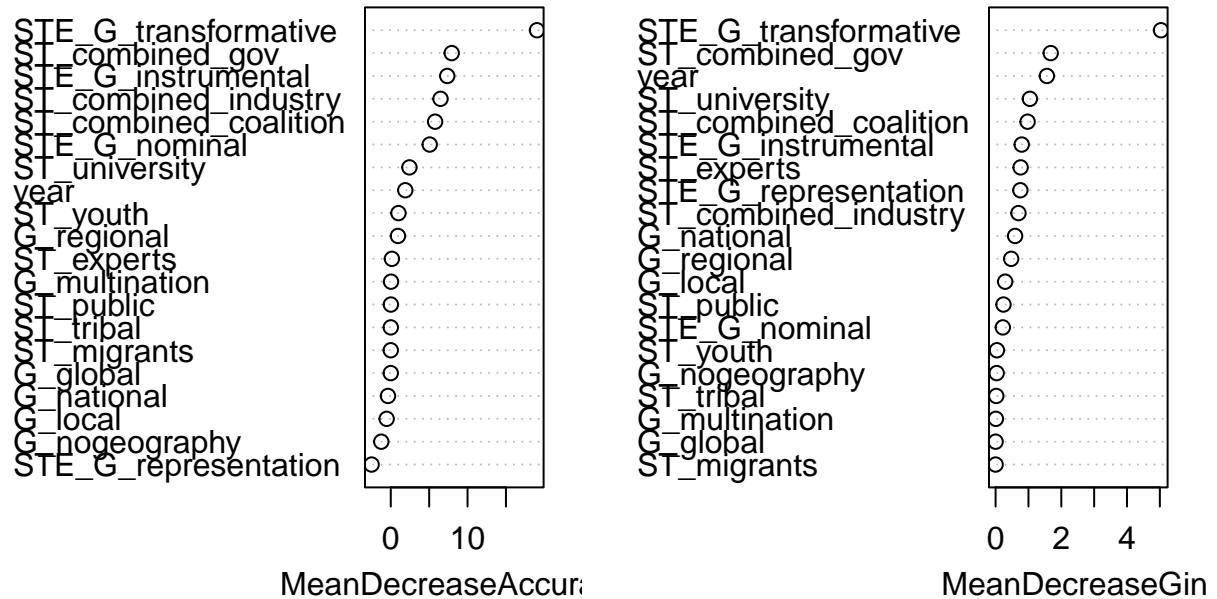 STE_G_transformative
ST_combined_gov
STE_G_instrumental
ST_combined_industry
ST_combined_coalition
STE_G_nominal
ST_university
year
ST_youth
G_regional
ST_experts
G_multination
ST_public
ST_tribal
ST_migrants
G_global
G_national
G_local
G_nogeography
STE_G_representation
0 10
MeanDecreaseAccura
STE_G_transformative
ST_combined_gov
year
ST_university
ST_combined_coalition
STE_G_instrumental
ST_experts
STE_G_representation
ST_combined_industry
G_national
G_regional
G_local
ST_public
STE_G_nominal
ST_youth
G_nogeography
ST_tribal
G_multination
G_global
ST_migrants
0 2 4
MeanDecreaseGin